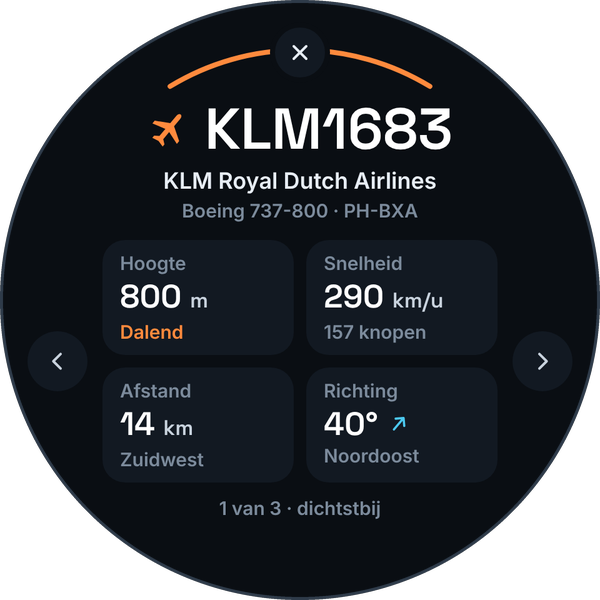 KLM1683
KLM Royal Dutch Airlines
Boeing 737-800 · PH-BXA
Hoogte
800 m
Dalend
Snelheid
290 km/u
157 knopen
Afstand
14 km
Zuidwest
Richting
40° ↗
Noordoost
1 van 3 · dichtstbij